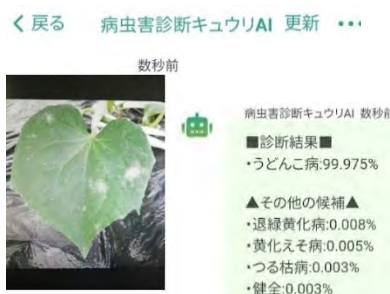 戻る 病虫害診断キュウリAI 更新 •••
数秒前
病虫害診断キュウリAI 数秒前
■診断結果■
・うどんこ病:99.975%
▲その他の候補▲
・退緑黄化病:0.008%
・黄化えそ病:0.005%
・つる枯病:0.003%
・健全:0.003%